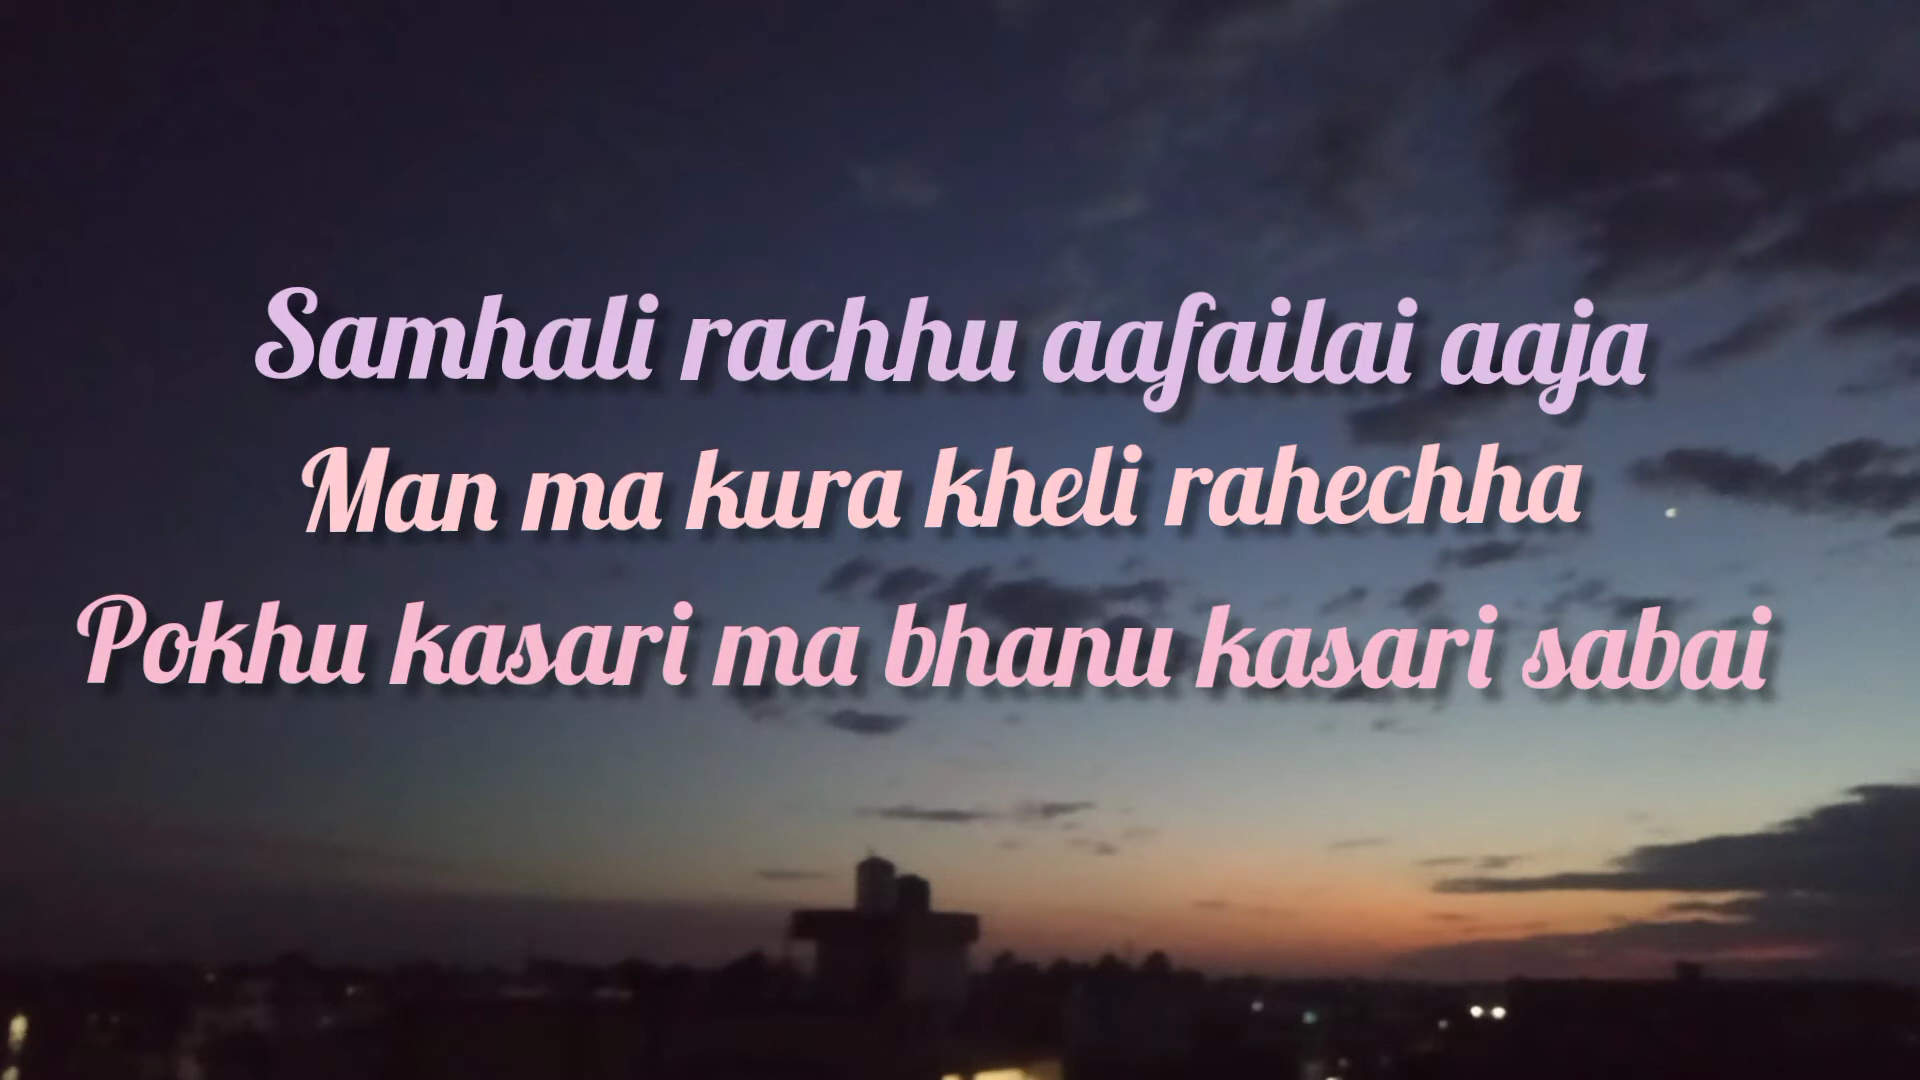 Samhali rachhu aafailai aaja
Man ma kura kheli rahechha
Pokhu kasari ma bhanu kasari sabai